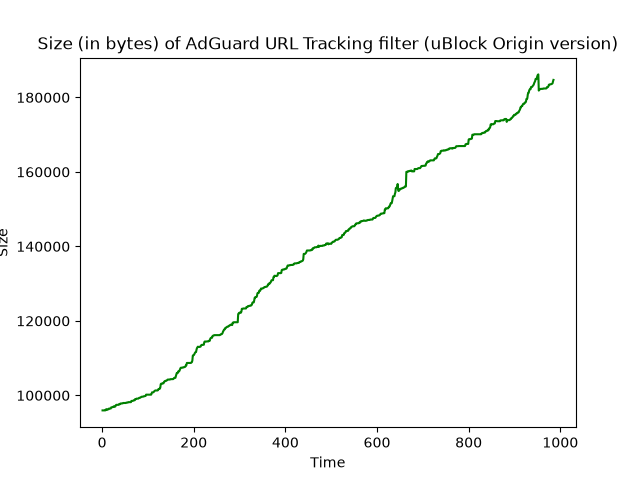 Size (in bytes) of AdGuard URL Tracking filter (uBlock Origin version)
180000
160000
140000
120000
100000
Size
0 200 400 600 800 1000
Time